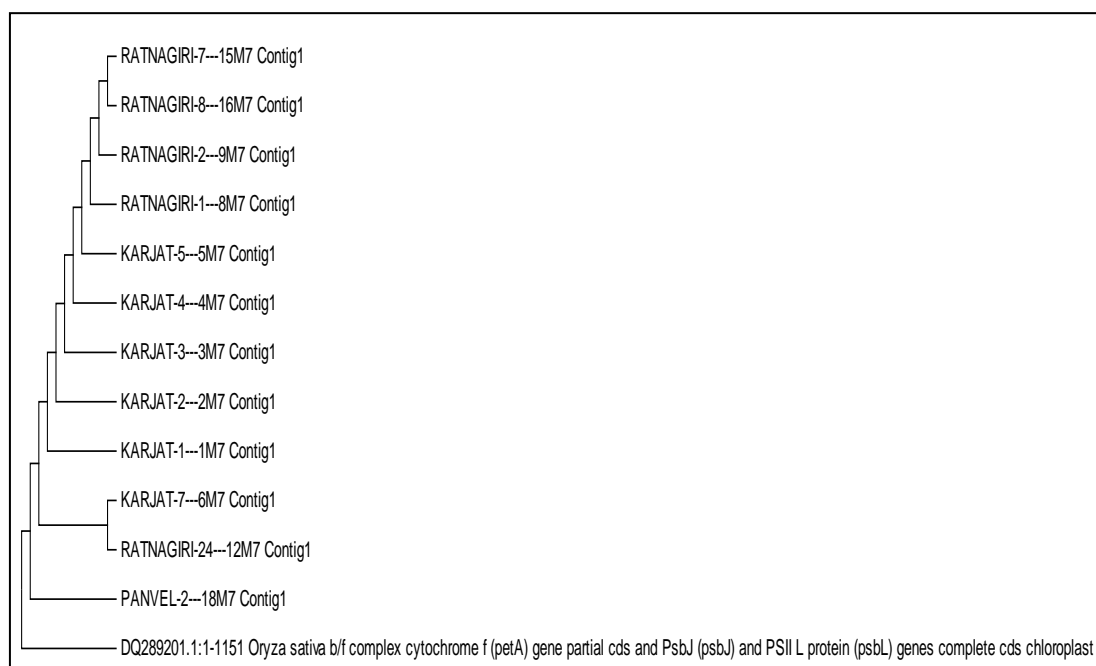 RATNAGIRI-7---15M7 Contig1
RATNAGIRI-8---16M7 Contig1
RATNAGIRI-2---9M7 Contig1
RATNAGIRI-1---8M7 Contig1
KARJAT-5---5M7 Contig1
KARJAT-4---4M7 Contig1
KARJAT-3---3M7 Contig1
KARJAT-2---2M7 Contig1
KARJAT-1---1M7 Contig1
KARJAT-7---6M7 Contig1
RATNAGIRI-24---12M7 Contig1
PANVEL-2---18M7 Contig1
DQ289201.1:1-1151 Oryza sativa b/f complex cytochrome f (petA) gene partial cds and PsbJ (psbJ) and PSII L protein (psbL) genes complete cds chloroplast